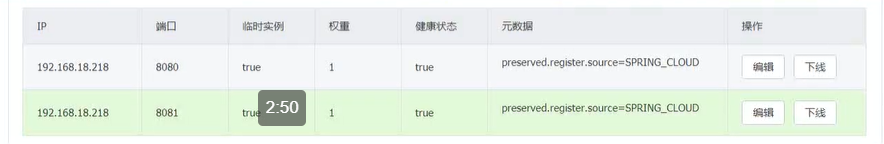 IP 端口 临时实例 权重 健康状态 元数据 操作
192.168.18.218 8080 true 1 true preserved.register.source=SPRING_CLOUD 编辑 下线
192.168.18.218 8081 true 2:50 1 true preserved.register.source=SPRING_CLOUD 编辑 下线